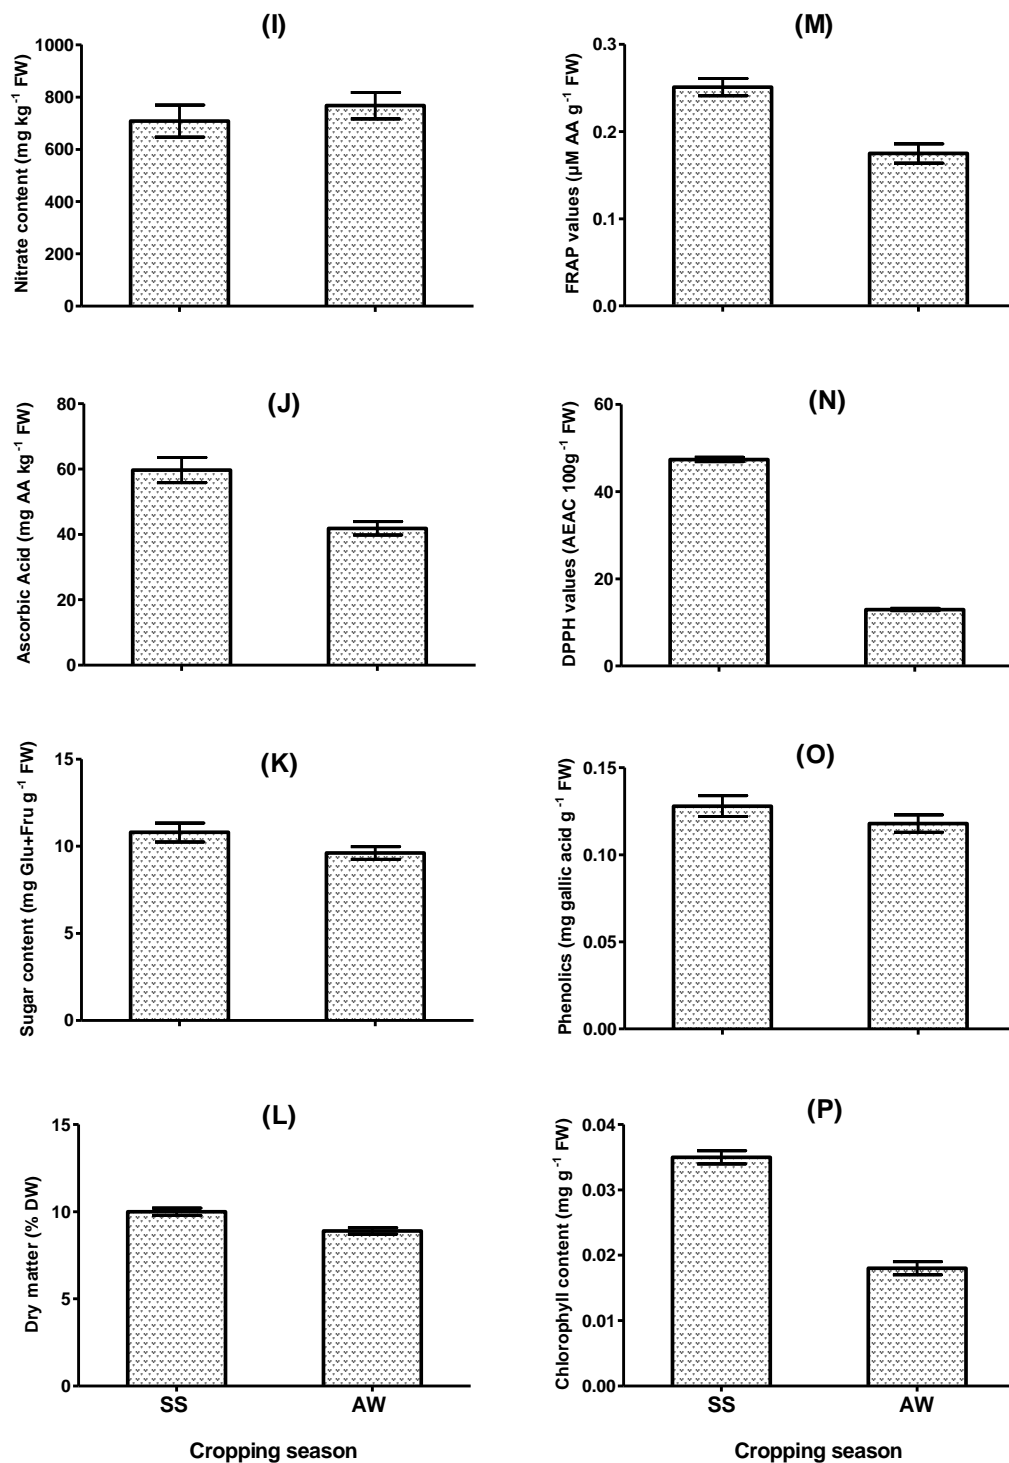 (I)
Nitrate content (mg kg⁻¹ FW)
1000
800
600
400
200
0
(M)
FRAP values (µM AA g⁻¹ FW)
0.3
0.2
0.1
0.0
(J)
Ascorbic Acid (mg AA kg⁻¹ FW)
80
60
40
20
0
(N)
DPPH values (AEAC 100g⁻¹ FW)
60
40
20
0
(K)
Sugar content (mg Glu+Fru g⁻¹ FW)
15
10
5
0
(O)
Phenolics (mg gallic acid g⁻¹ FW)
0.15
0.10
0.05
0.00
(L)
Dry matter (% DW)
15
10
5
0
SS AW
Cropping season
(P)
Chlorophyll content (mg g⁻¹ FW)
0.04
0.03
0.02
0.01
0.00
SS AW
Cropping season